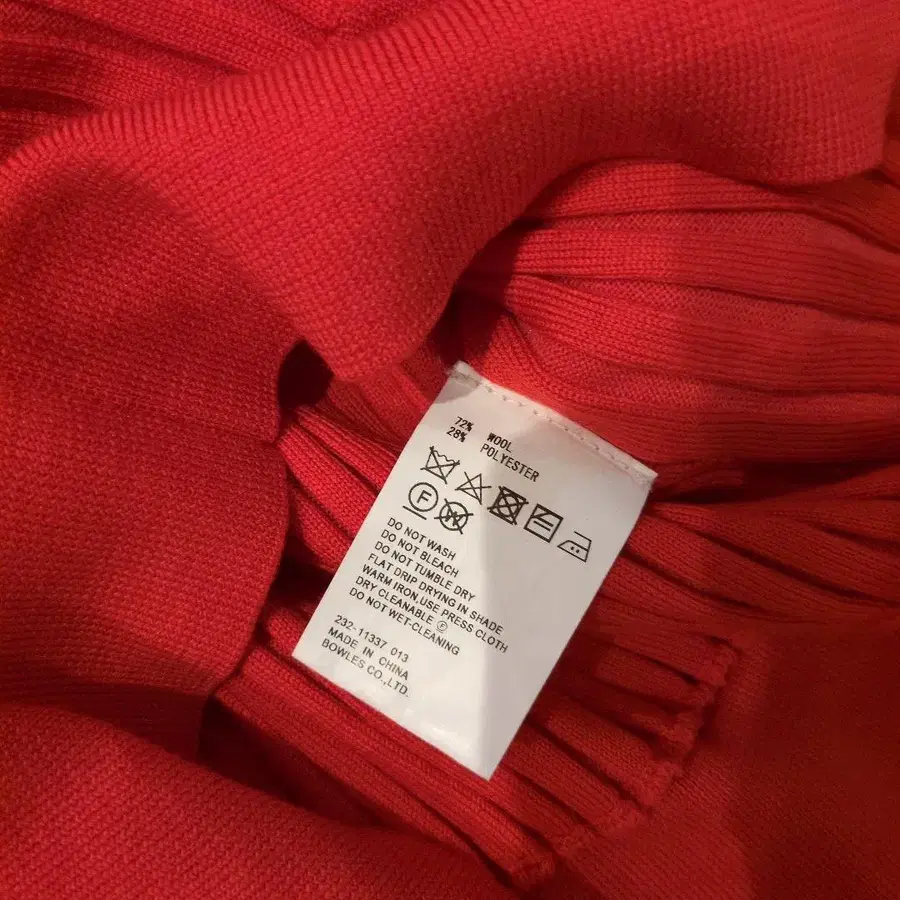 72% WOOL
28% POLYESTER
F W
DO NOT WASH
DO NOT BLEACH
DO NOT TUMBLE DRY
FLAT DRIP DRYING IN SHADE
WARM IRON,USE PRESS CLOTH
DRY CLEANABLE Ⓕ
DO NOT WET-CLEANING
232-11337 013
MADE IN CHINA
BOWLES CO.,LTD.